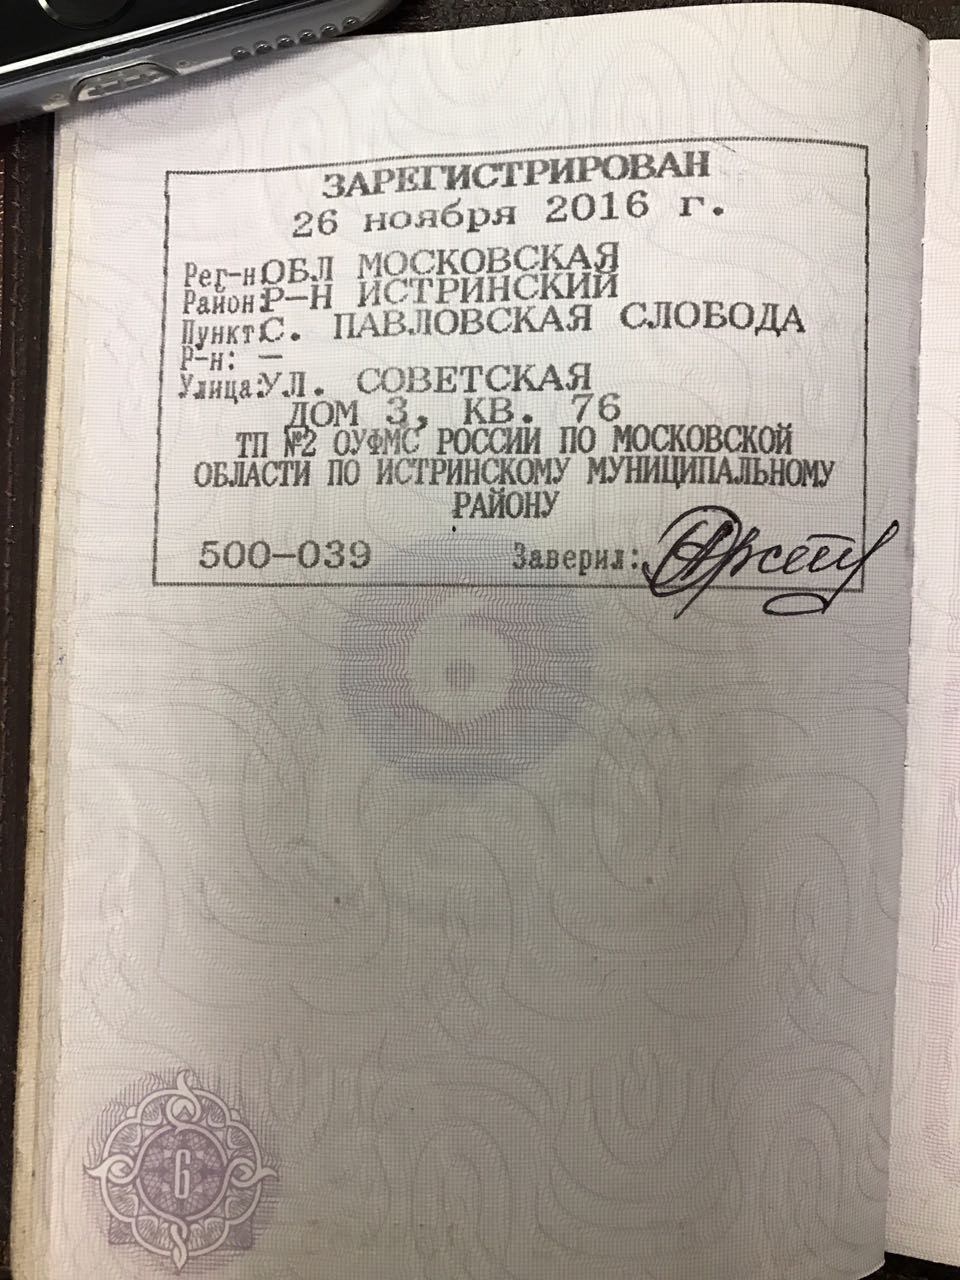 ЗАРЕГИСТРИРОВАН
26 ноября 2016 г.
Рег-н ОБЛ МОСКОВСКАЯ
Район: Р-Н ИСТРИНСКИЙ
Пункт: С. ПАВЛОВСКАЯ СЛОБОДА
Р-н: —
Улица: УЛ. СОВЕТСКАЯ
ДОМ 3, КВ. 76
ТП №2 ОУФМС РОССИИ ПО МОСКОВСКОЙ
ОБЛАСТИ ПО ИСТРИНСКОМУ МУНИЦИПАЛЬНОМУ
РАЙОНУ
500-039 Заверил:
6